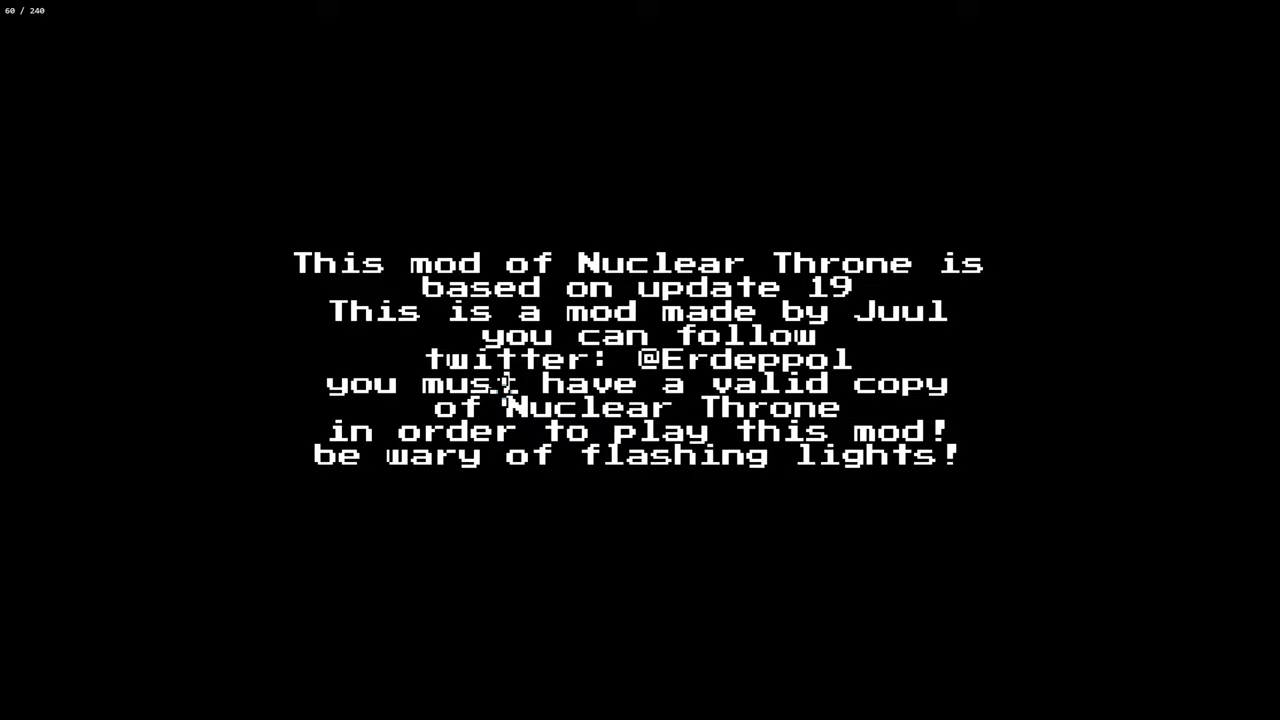 60 / 240
This mod of Nuclear Throne is
based on update 19
This is a mod made by Juul
you can follow
twitter: @Erdeppol
you must have a valid copy
of Nuclear Throne
in order to play this mod!
be wary of flashing lights!